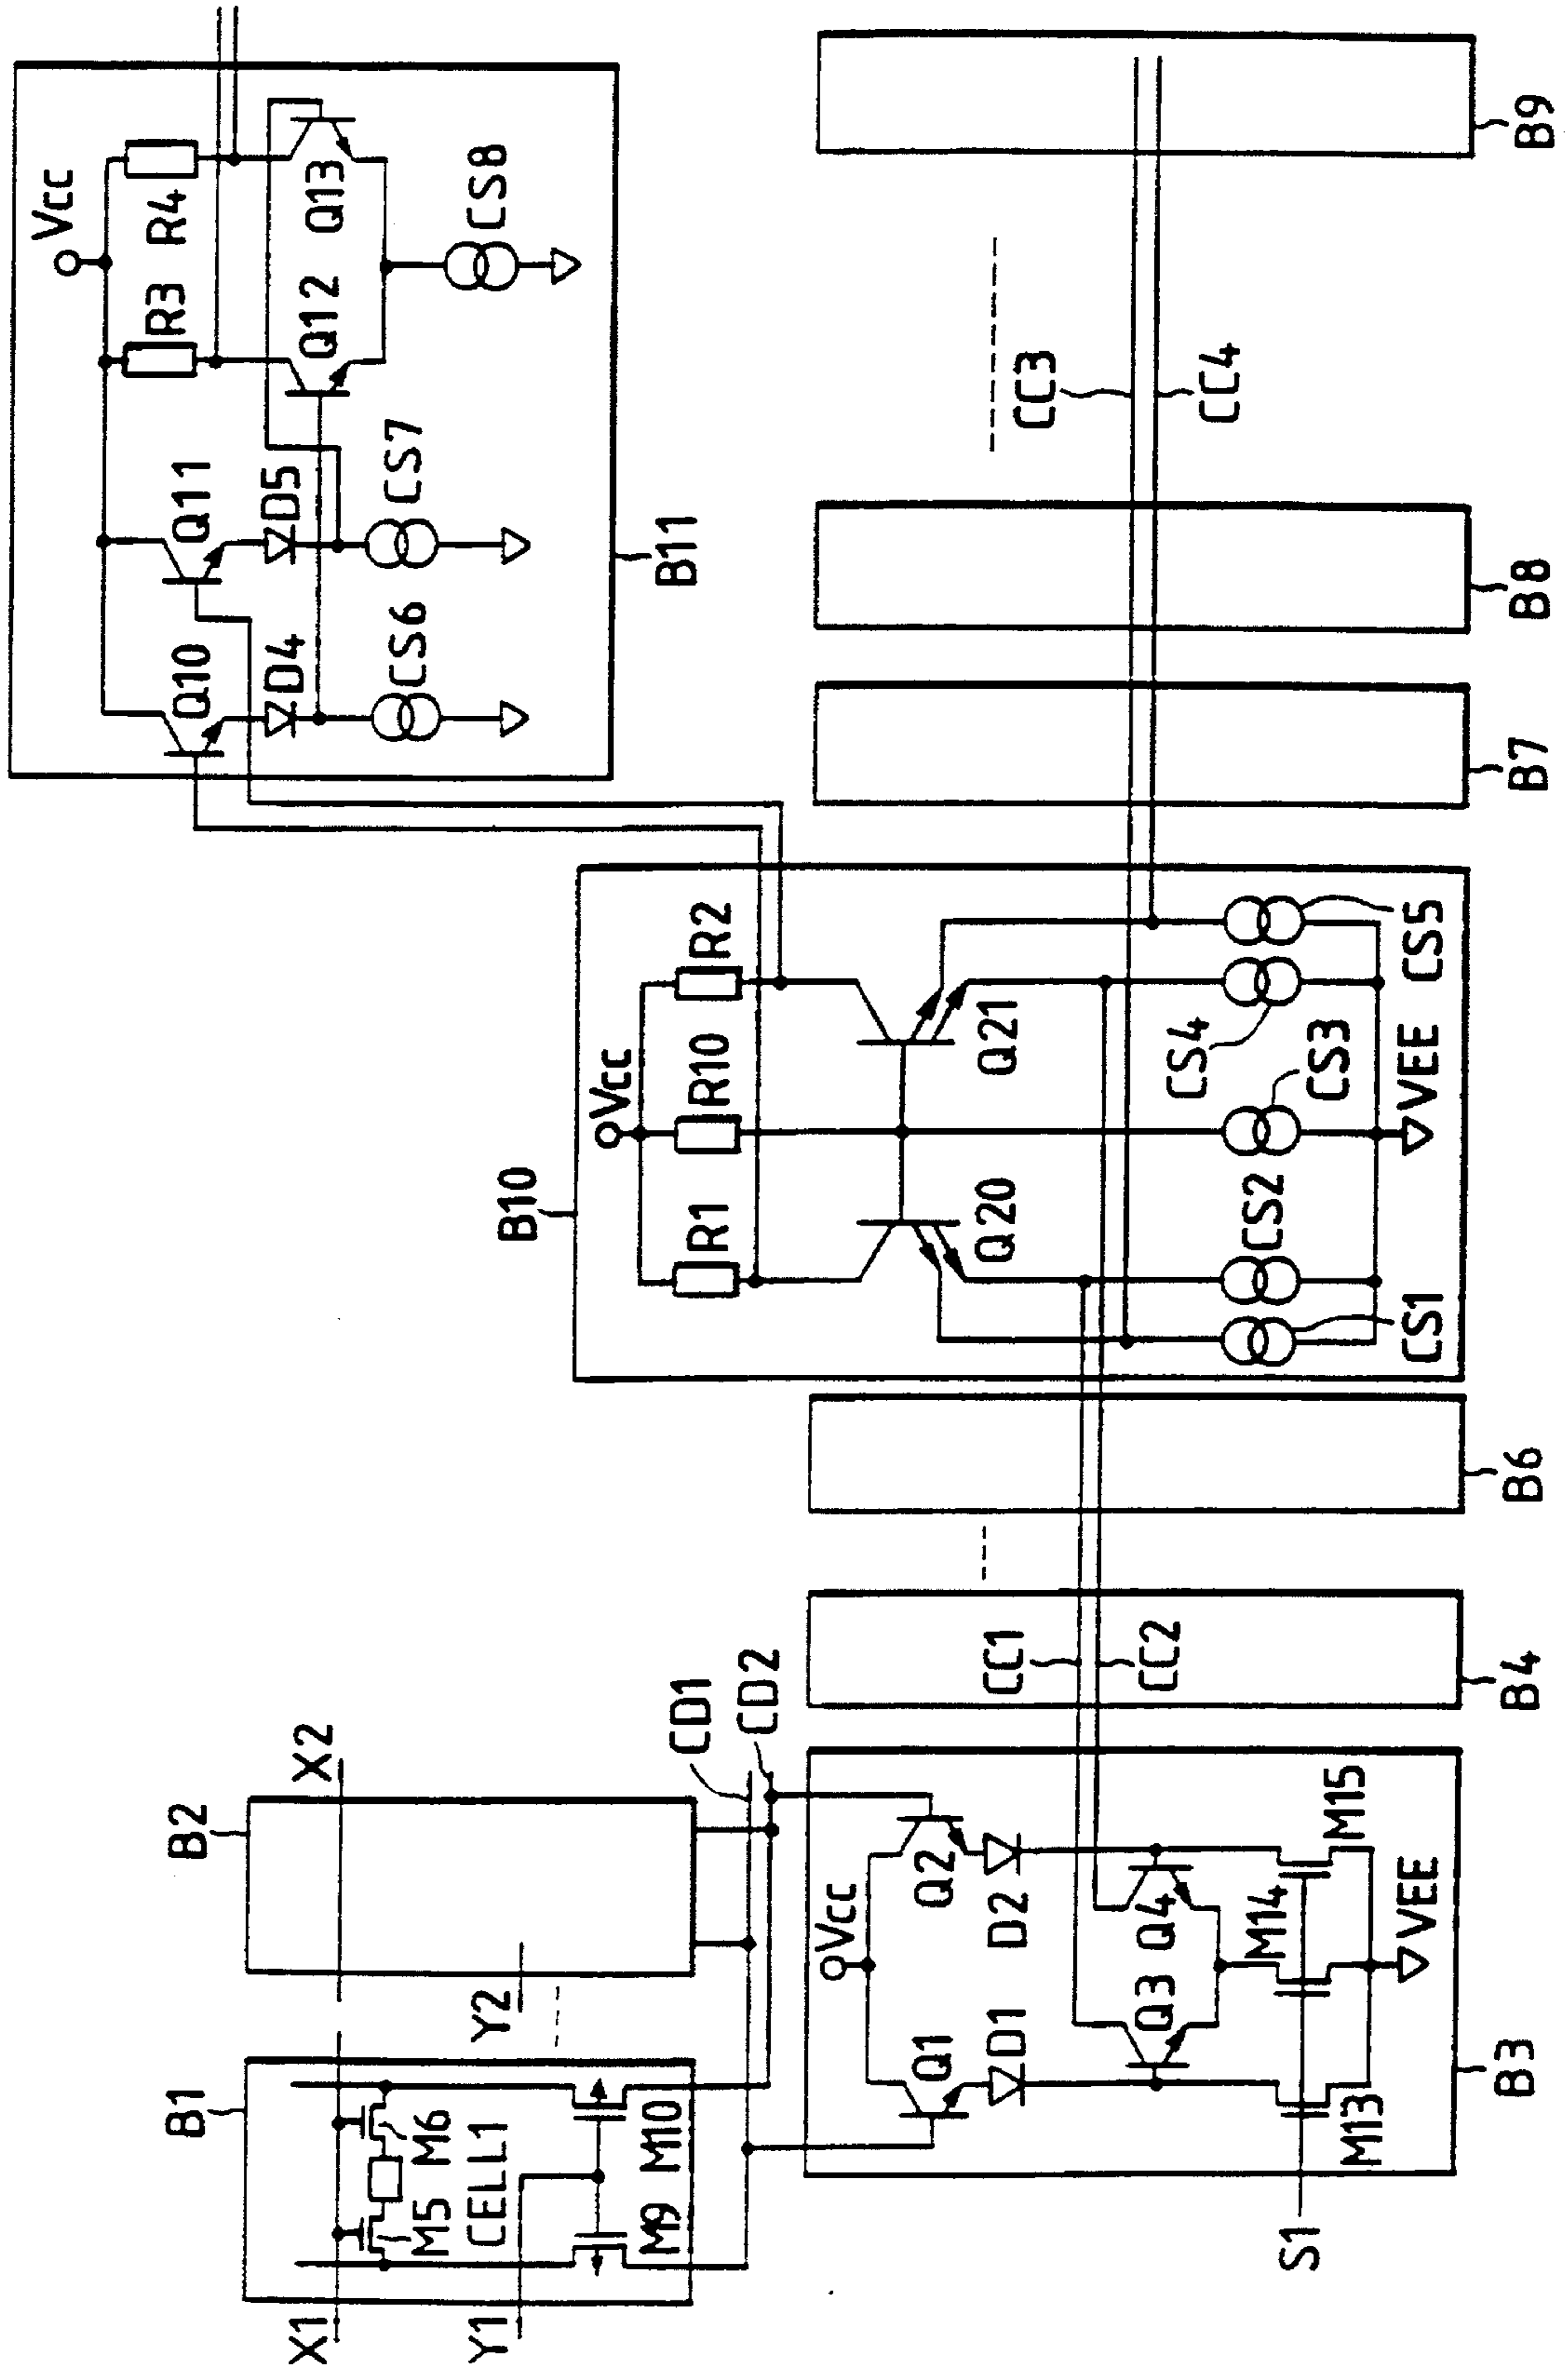 Vcc
R3
R4
Q10
Q11
D4
D5
Q12
Q13
CS6
CS7
CS8
B11
B10
Vcc
R1
R10
R2
Q20
Q21
CS1
CS2
CS3
CS4
CS5
VEE
B1
X1
M5
M6
CELL1
Y1
M9
M10
B2
X2
Y2
CD1
CD2
Vcc
Q1
Q2
D1
D2
Q3
Q4
M13
M14
M15
S1
VEE
B3
CC1
CC2
B4
B6
B7
B8
CC3
CC4
B9